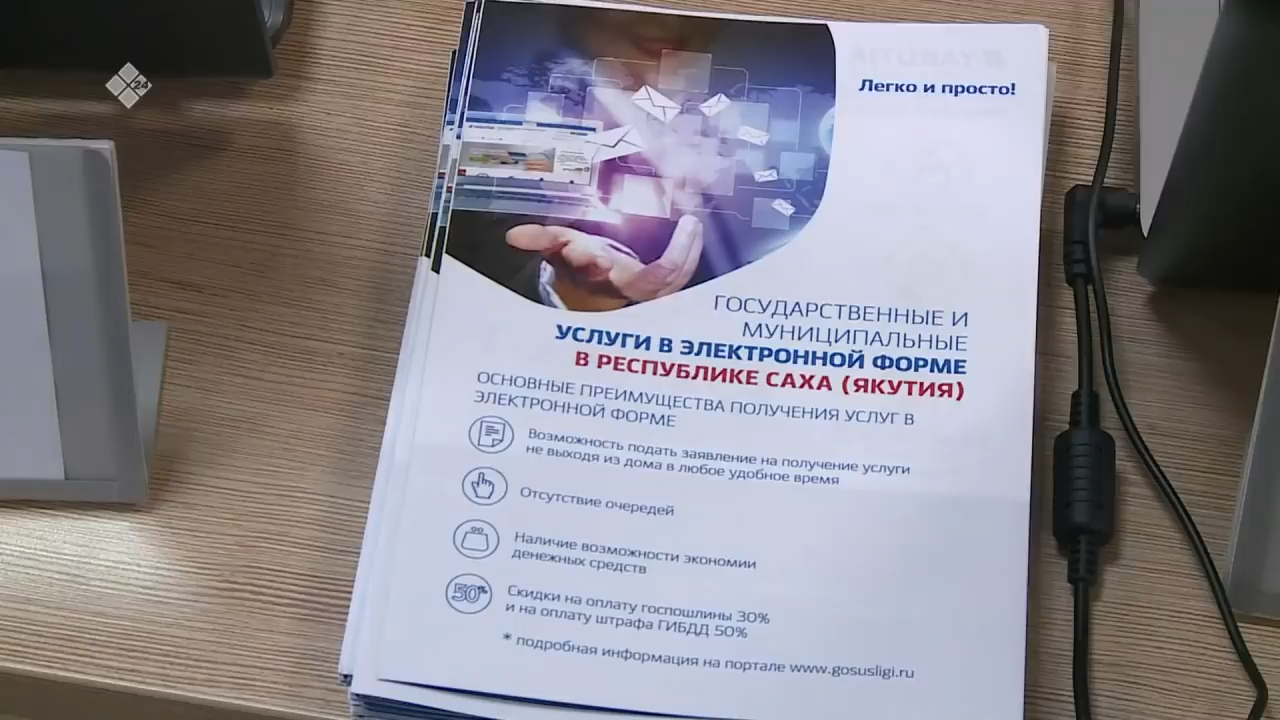 24
Легко и просто!
ГОСУДАРСТВЕННЫЕ И
МУНИЦИПАЛЬНЫЕ
УСЛУГИ В ЭЛЕКТРОННОЙ ФОРМЕ
В РЕСПУБЛИКЕ САХА (ЯКУТИЯ)
ОСНОВНЫЕ ПРЕИМУЩЕСТВА ПОЛУЧЕНИЯ УСЛУГ В
ЭЛЕКТРОННОЙ ФОРМЕ
Возможность подать заявление на получение услуги
не выходя из дома в любое удобное время
Отсутствие очередей
Наличие возможности экономии
денежных средств
50%
Скидки на оплату госпошлины 30%
и на оплату штрафа ГИБДД 50%
* подробная информация на портале www.gosusligi.ru